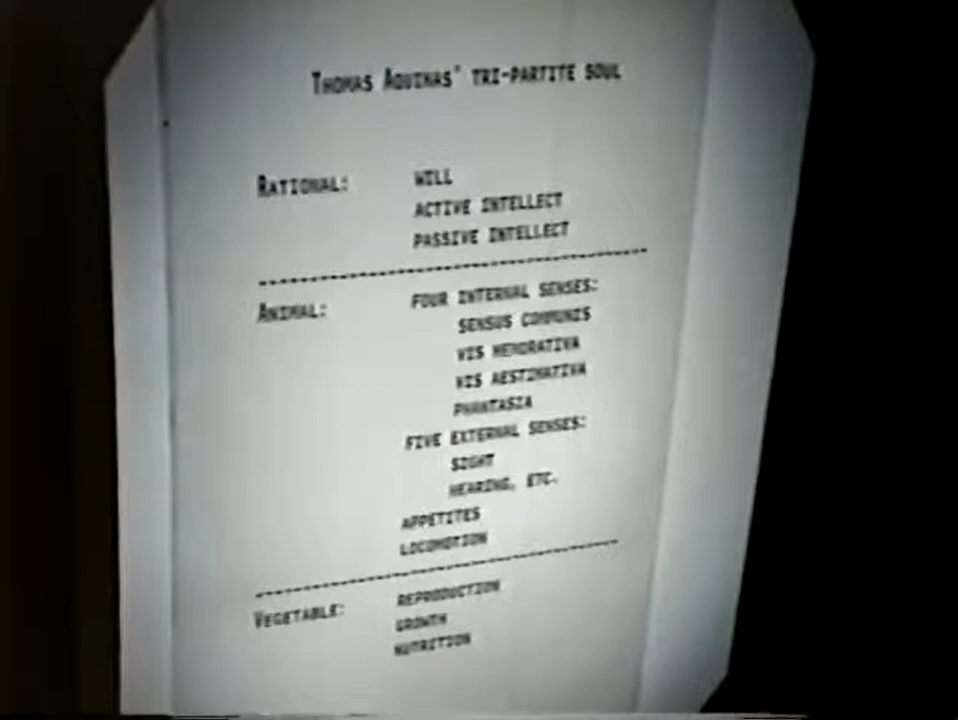 THOMAS AQUINAS' TRI-PARTITE SOUL
RATIONAL: WILL
ACTIVE INTELLECT
PASSIVE INTELLECT
ANIMAL: FOUR INTERNAL SENSES:
SENSUS COMMUNIS
VIS MEMORATIVA
VIS AESTIMATIVA
PHANTASIA
FIVE EXTERNAL SENSES:
SIGHT
HEARING, ETC.
APPETITES
LOCOMOTION
VEGETABLE: REPRODUCTION
GROWTH
NUTRITION